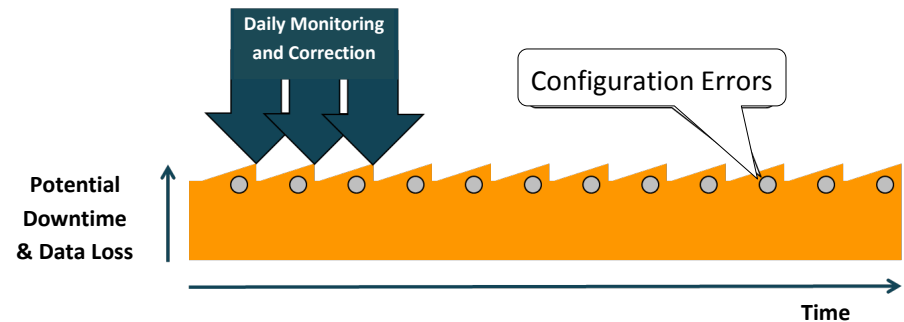 Daily Monitoring
and Correction
Configuration Errors
Potential
Downtime
& Data Loss
Time